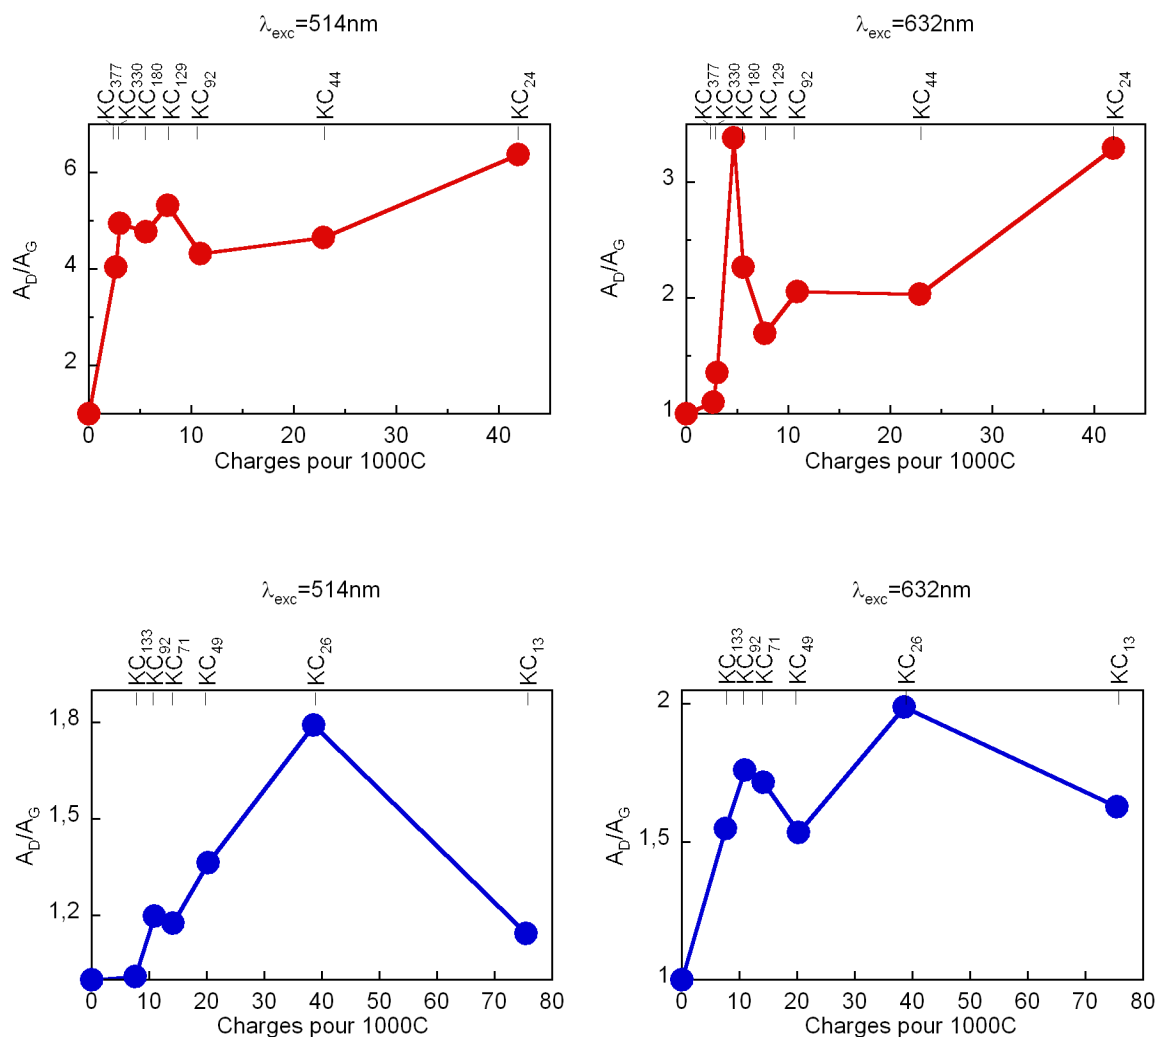 λexc=514nm
KC377 KC330 KC180 KC129 KC92 KC44 KC24
6
4
2
AD/AG
0 10 20 30 40
Charges pour 1000C
λexc=632nm
KC377 KC330 KC180 KC129 KC92 KC44 KC24
3
2
1
AD/AG
0 10 20 30 40
Charges pour 1000C
λexc=514nm
KC133 KC92 KC71 KC49 KC26 KC13
1,8
1,5
1,2
AD/AG
0 10 20 30 40 50 60 70 80
Charges pour 1000C
λexc=632nm
KC133 KC92 KC71 KC49 KC26 KC13
2
1,5
1
AD/AG
0 10 20 30 40 50 60 70 80
Charges pour 1000C